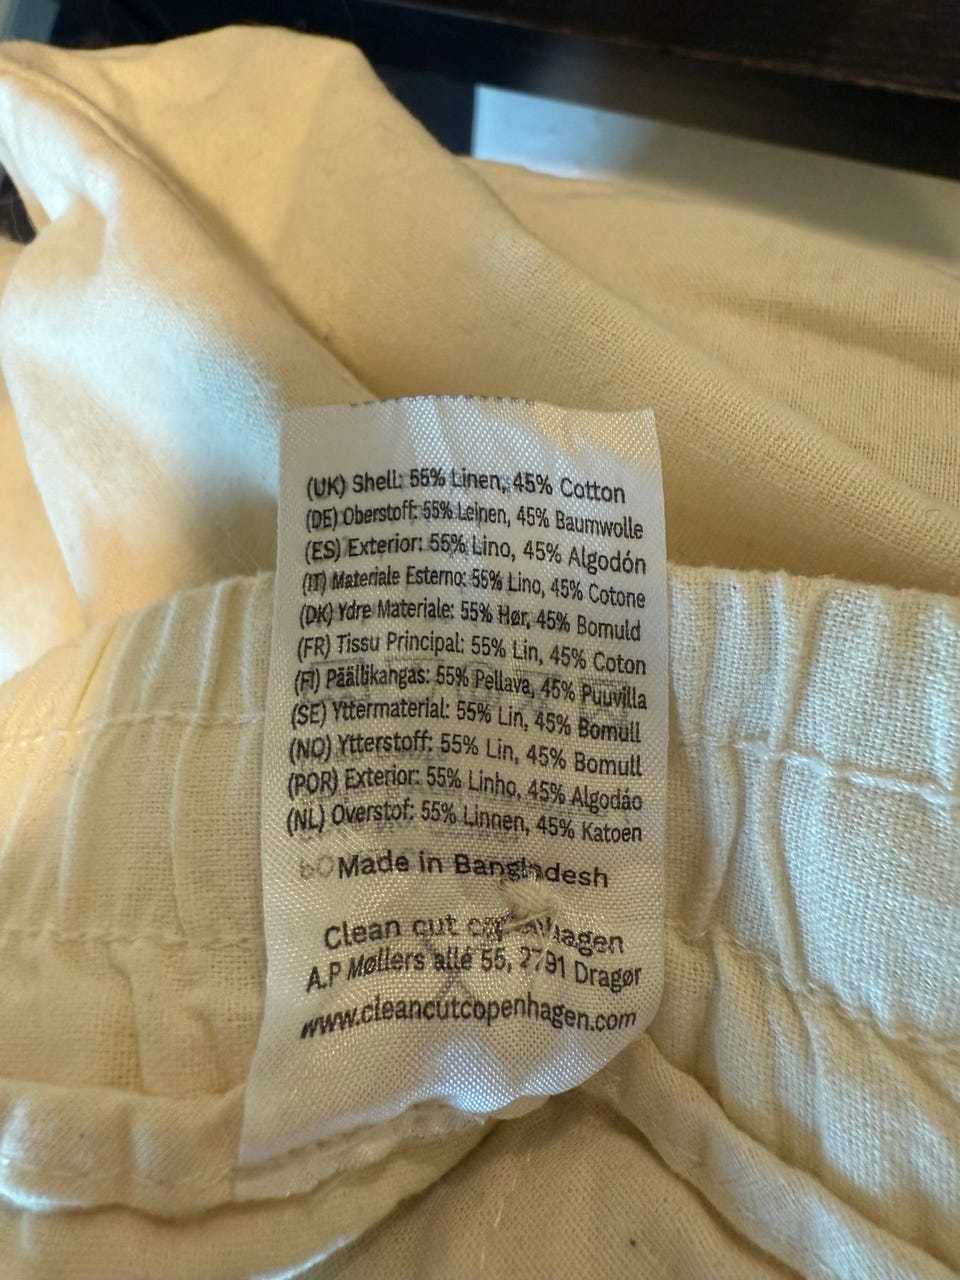 (UK) Shell: 55% Linen, 45% Cotton
(DE) Oberstoff: 55% Leinen, 45% Baumwolle
(ES) Exterior: 55% Lino, 45% Algodón
(IT) Materiale Esterno: 55% Lino, 45% Cotone
(DK) Ydre Materiale: 55% Hør, 45% Bomuld
(FR) Tissu Principal: 55% Lin, 45% Coton
(FI) Päällikangas: 55% Pellava, 45% Puuvilla
(SE) Yttermaterial: 55% Lin, 45% Bomull
(NO) Ytterstoff: 55% Lin, 45% Bomull
(POR) Exterior: 55% Linho, 45% Algodão
(NL) Overstof: 55% Linnen, 45% Katoen
Made in Bangladesh
Clean cut copenhagen
A.P Møllers allé 55, 2791 Dragør
www.cleancutcopenhagen.com